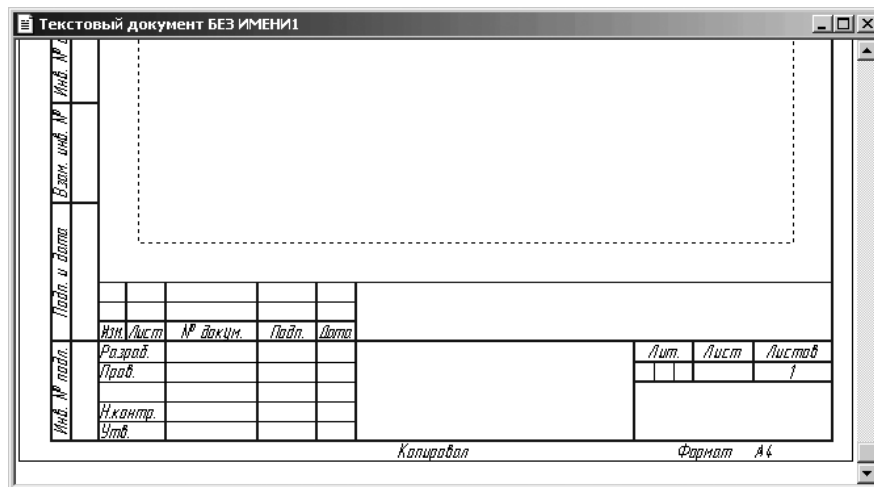 Текстовый документ БЕЗ ИМЕНИ1
Инв. №
Взам. инв. №
Подп. и дата
Инв. № подл.
Изм. Лист № докум. Подп. Дата
Разраб.
Пров.
Н.контр.
Утв.
Лит. Лист Листов
1
Копировал Формат А4